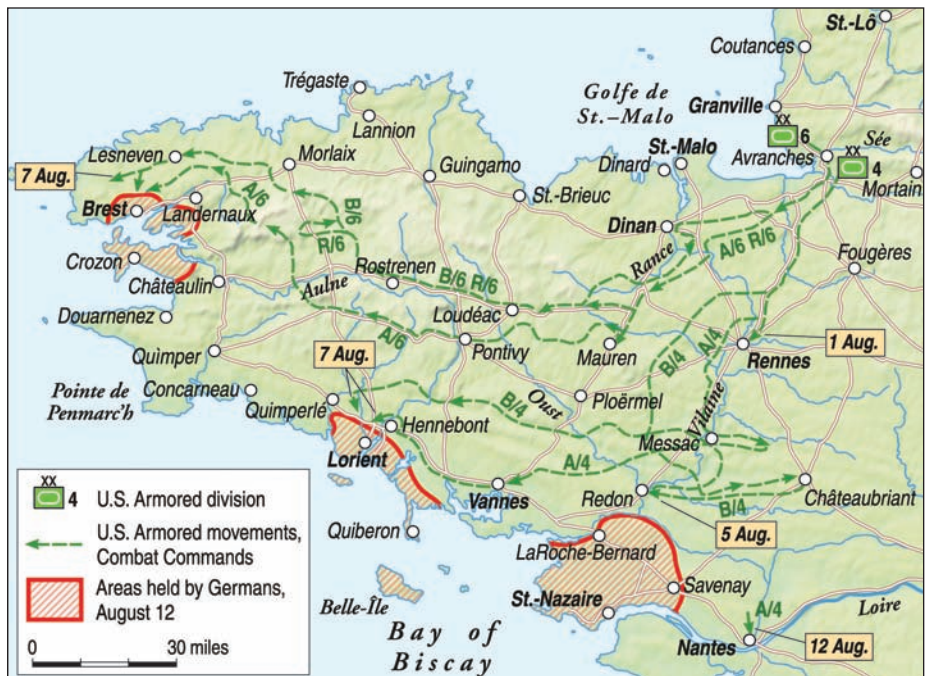 St.-Lô
Coutances
Trégaste
Golfe de
St.–Malo
Granville
Lannion
XX
6
Sée
Lesneven
Morlaix
Guingamo
St.-Malo
Dinard
Avranches
XX
4
7 Aug.
Mortain
A/6
B/6
St.-Brieuc
Brest
Landernaux
Dinan
R/6
A/6 R/6
Fougères
Crozon
Rostrenen
B/6 R/6
Rance
Châteaulin
Aulne
Loudéac
Douarnenez
A/6
Pontivy
Mauren
B/4
A/4
1 Aug.
Rennes
Quimper
7 Aug.
Pointe de
Penmarc'h
Concarneau
Quimperlé
B/4
Oust
Ploërmel
Vilaine
Hennebont
Messac
Lorient
A/4
Vannes
Redon
B/4
Châteaubriant
Quiberon
5 Aug.
LaRoche-Bernard
Savenay
Belle-Île
St.-Nazaire
A/4
Loire
Bay of
Biscay
Nantes
12 Aug.
XX
4
U.S. Armored division
U.S. Armored movements,
Combat Commands
Areas held by Germans,
August 12
0
30 miles